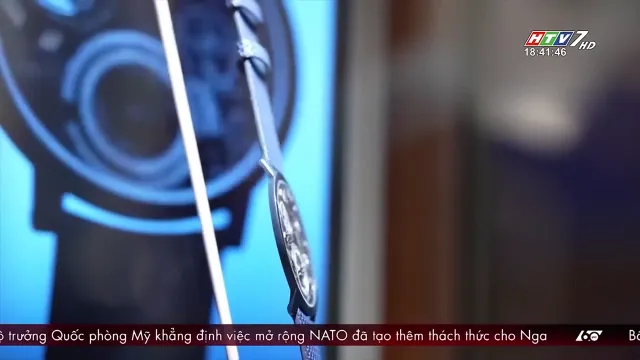 HTV7 HD
18:41:46
ộ trưởng Quốc phòng Mỹ khẳng định việc mở rộng NATO đã tạo thêm thách thức cho Nga